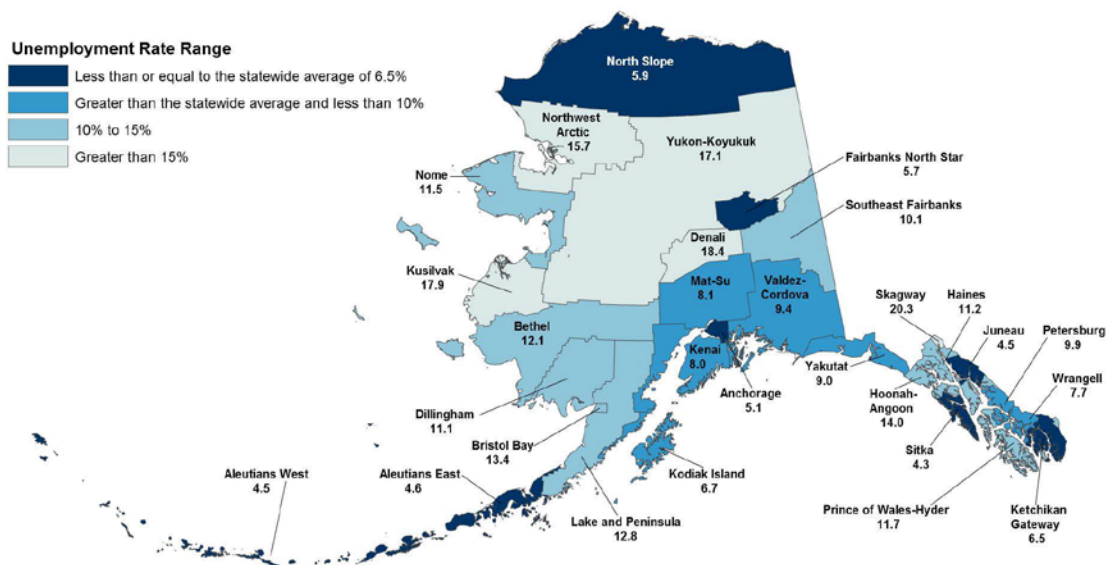 Unemployment Rate Range
Less than or equal to the statewide average of 6.5%
Greater than the statewide average and less than 10%
10% to 15%
Greater than 15%
North Slope
5.9
Northwest
Arctic
15.7
Yukon-Koyukuk
17.1
Fairbanks North Star
5.7
Nome
11.5
Southeast Fairbanks
10.1
Denali
18.4
Kusilvak
17.9
Mat-Su
8.1
Valdez-
Cordova
9.4
Skagway
20.3
Haines
11.2
Juneau
4.5
Petersburg
9.9
Bethel
12.1
Kenai
8.0
Anchorage
5.1
Yakutat
9.0
Wrangell
7.7
Hoonah-
Angoon
14.0
Dillingham
11.1
Bristol Bay
13.4
Sitka
4.3
Aleutians West
4.5
Aleutians East
4.6
Kodiak Island
6.7
Lake and Peninsula
12.8
Prince of Wales-Hyder
11.7
Ketchikan
Gateway
6.5